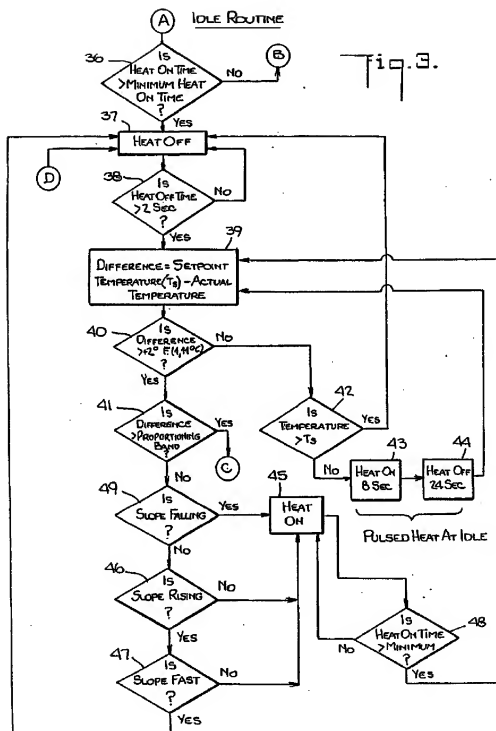 A
IDLE ROUTINE
Fig. 3.
B
36
IS
HEAT ON TIME
>MINIMUM HEAT
ON TIME
?
NO
YES
37
HEAT OFF
D
38
IS
HEAT OFF TIME
>2 SEC
?
NO
YES
39
DIFFERENCE = SETPOINT
TEMPERATURE (Ts) - ACTUAL
TEMPERATURE
40
IS
DIFFERENCE
>+2° F. (1,11°C)
?
NO
YES
41
IS
DIFFERENCE
>PROPORTIONING
BAND
?
YES
C
NO
42
IS
TEMPERATURE
>Ts
YES
NO
43
HEAT ON
8 SEC
44
HEAT OFF
24 SEC
PULSED HEAT AT IDLE
49
IS
SLOPE FALLING
?
YES
NO
45
HEAT
ON
46
IS
SLOPE RISING
?
NO
YES
47
IS
SLOPE FAST
?
NO
YES
48
IS
HEAT ON TIME
>MINIMUM
?
NO
YES